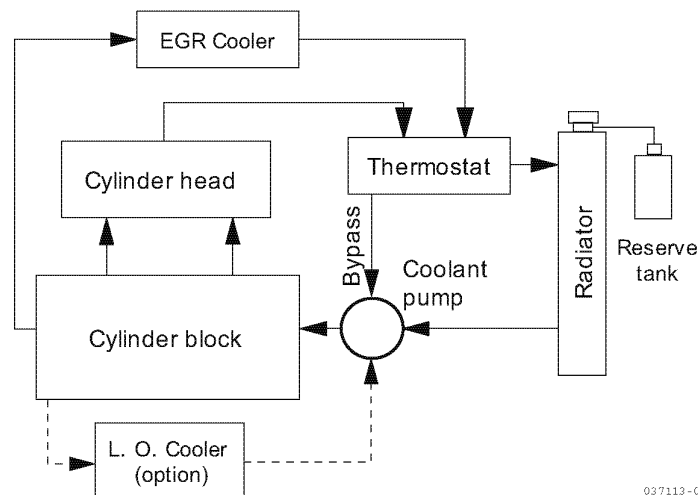 EGR Cooler
Cylinder head
Thermostat
Bypass
Coolant
pump
Radiator
Reserve
tank
Cylinder block
L. O. Cooler
(option)